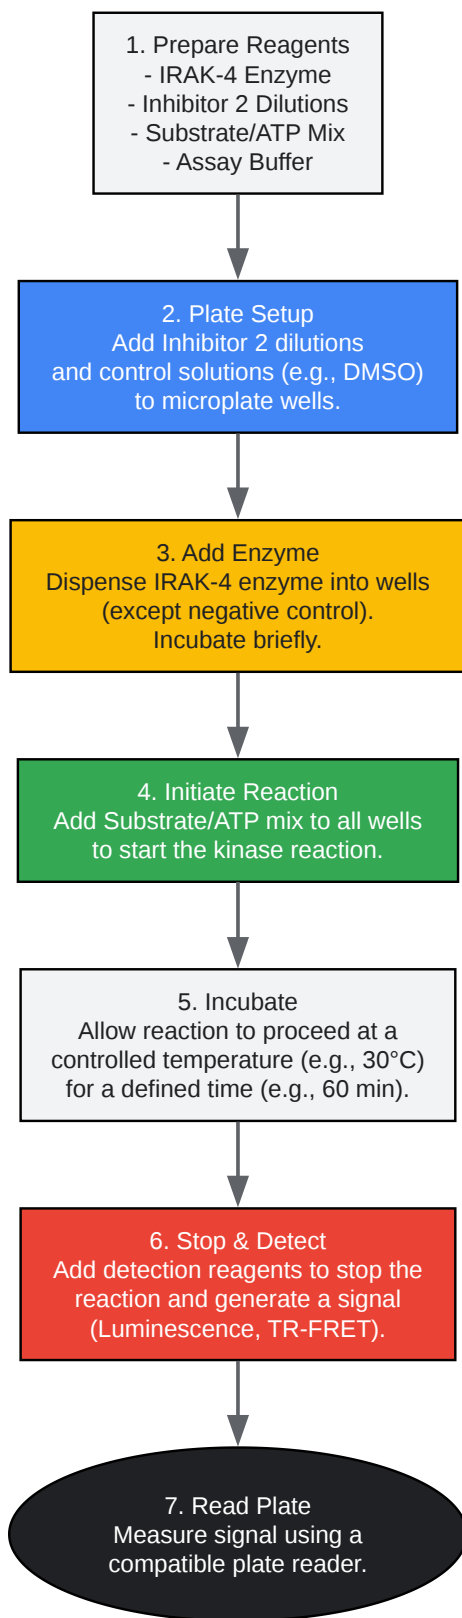 1. Prepare Reagents
- IRAK-4 Enzyme
- Inhibitor 2 Dilutions
- Substrate/ATP Mix
- Assay Buffer
2. Plate Setup
Add Inhibitor 2 dilutions
and control solutions (e.g., DMSO)
to microplate wells.
3. Add Enzyme
Dispense IRAK-4 enzyme into wells
(except negative control).
Incubate briefly.
4. Initiate Reaction
Add Substrate/ATP mix to all wells
to start the kinase reaction.
5. Incubate
Allow reaction to proceed at a
controlled temperature (e.g., 30°C)
for a defined time (e.g., 60 min).
6. Stop & Detect
Add detection reagents to stop the
reaction and generate a signal
(Luminescence, TR-FRET).
7. Read Plate
Measure signal using a
compatible plate reader.